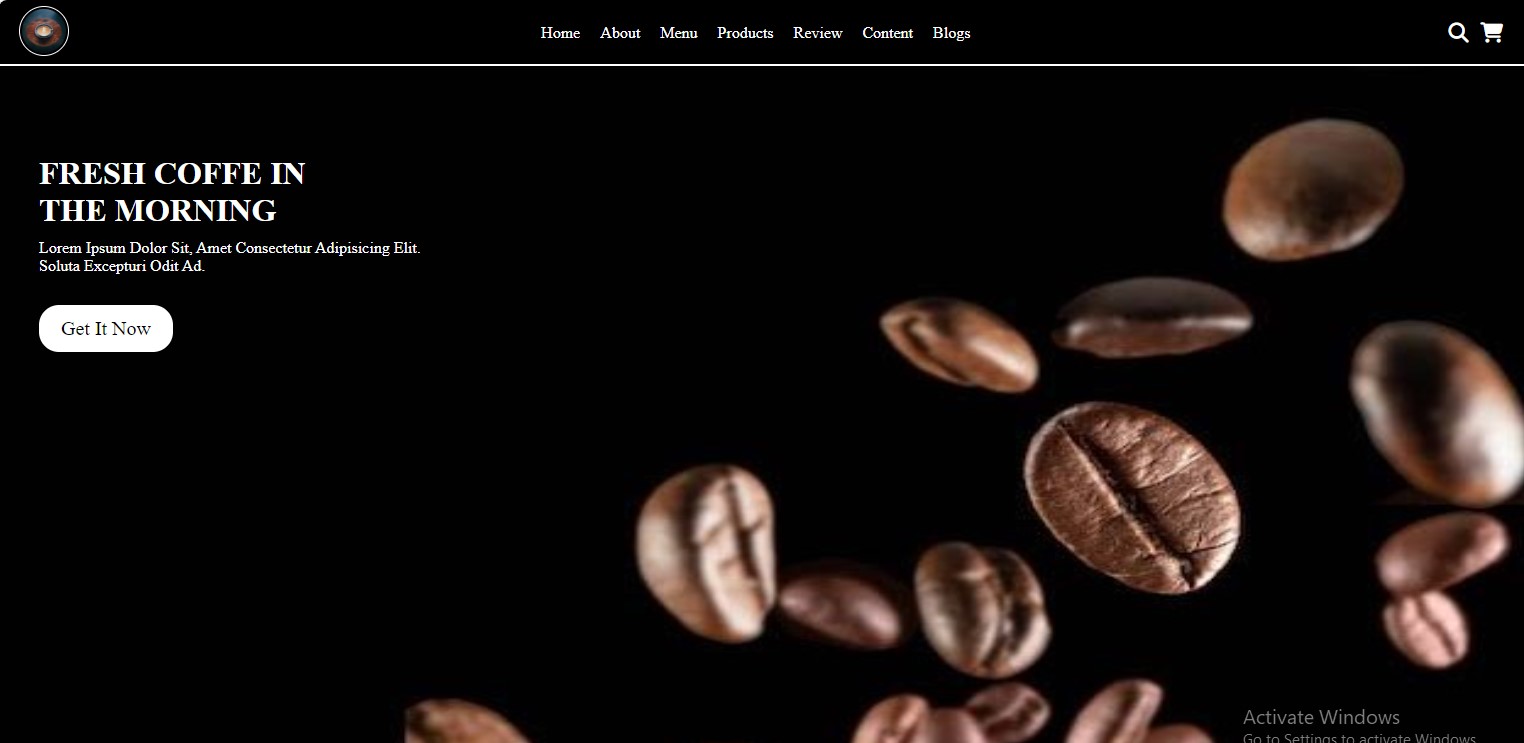 Home About Menu Products Review Content Blogs
FRESH COFFE IN
THE MORNING
Lorem Ipsum Dolor Sit, Amet Consectetur Adipisicing Elit.
Soluta Excepturi Odit Ad.
Get It Now
Activate Windows
Go to Settings to activate Windows.